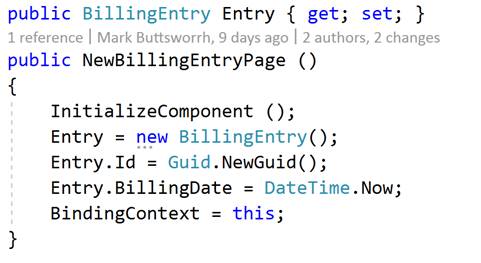 public BillingEntry Entry { get; set; }
1 reference | Mark Buttsworrh, 9 days ago | 2 authors, 2 changes
public NewBillingEntryPage ()
{
    InitializeComponent ();
    Entry = new BillingEntry();
    Entry.Id = Guid.NewGuid();
    Entry.BillingDate = DateTime.Now;
    BindingContext = this;
}